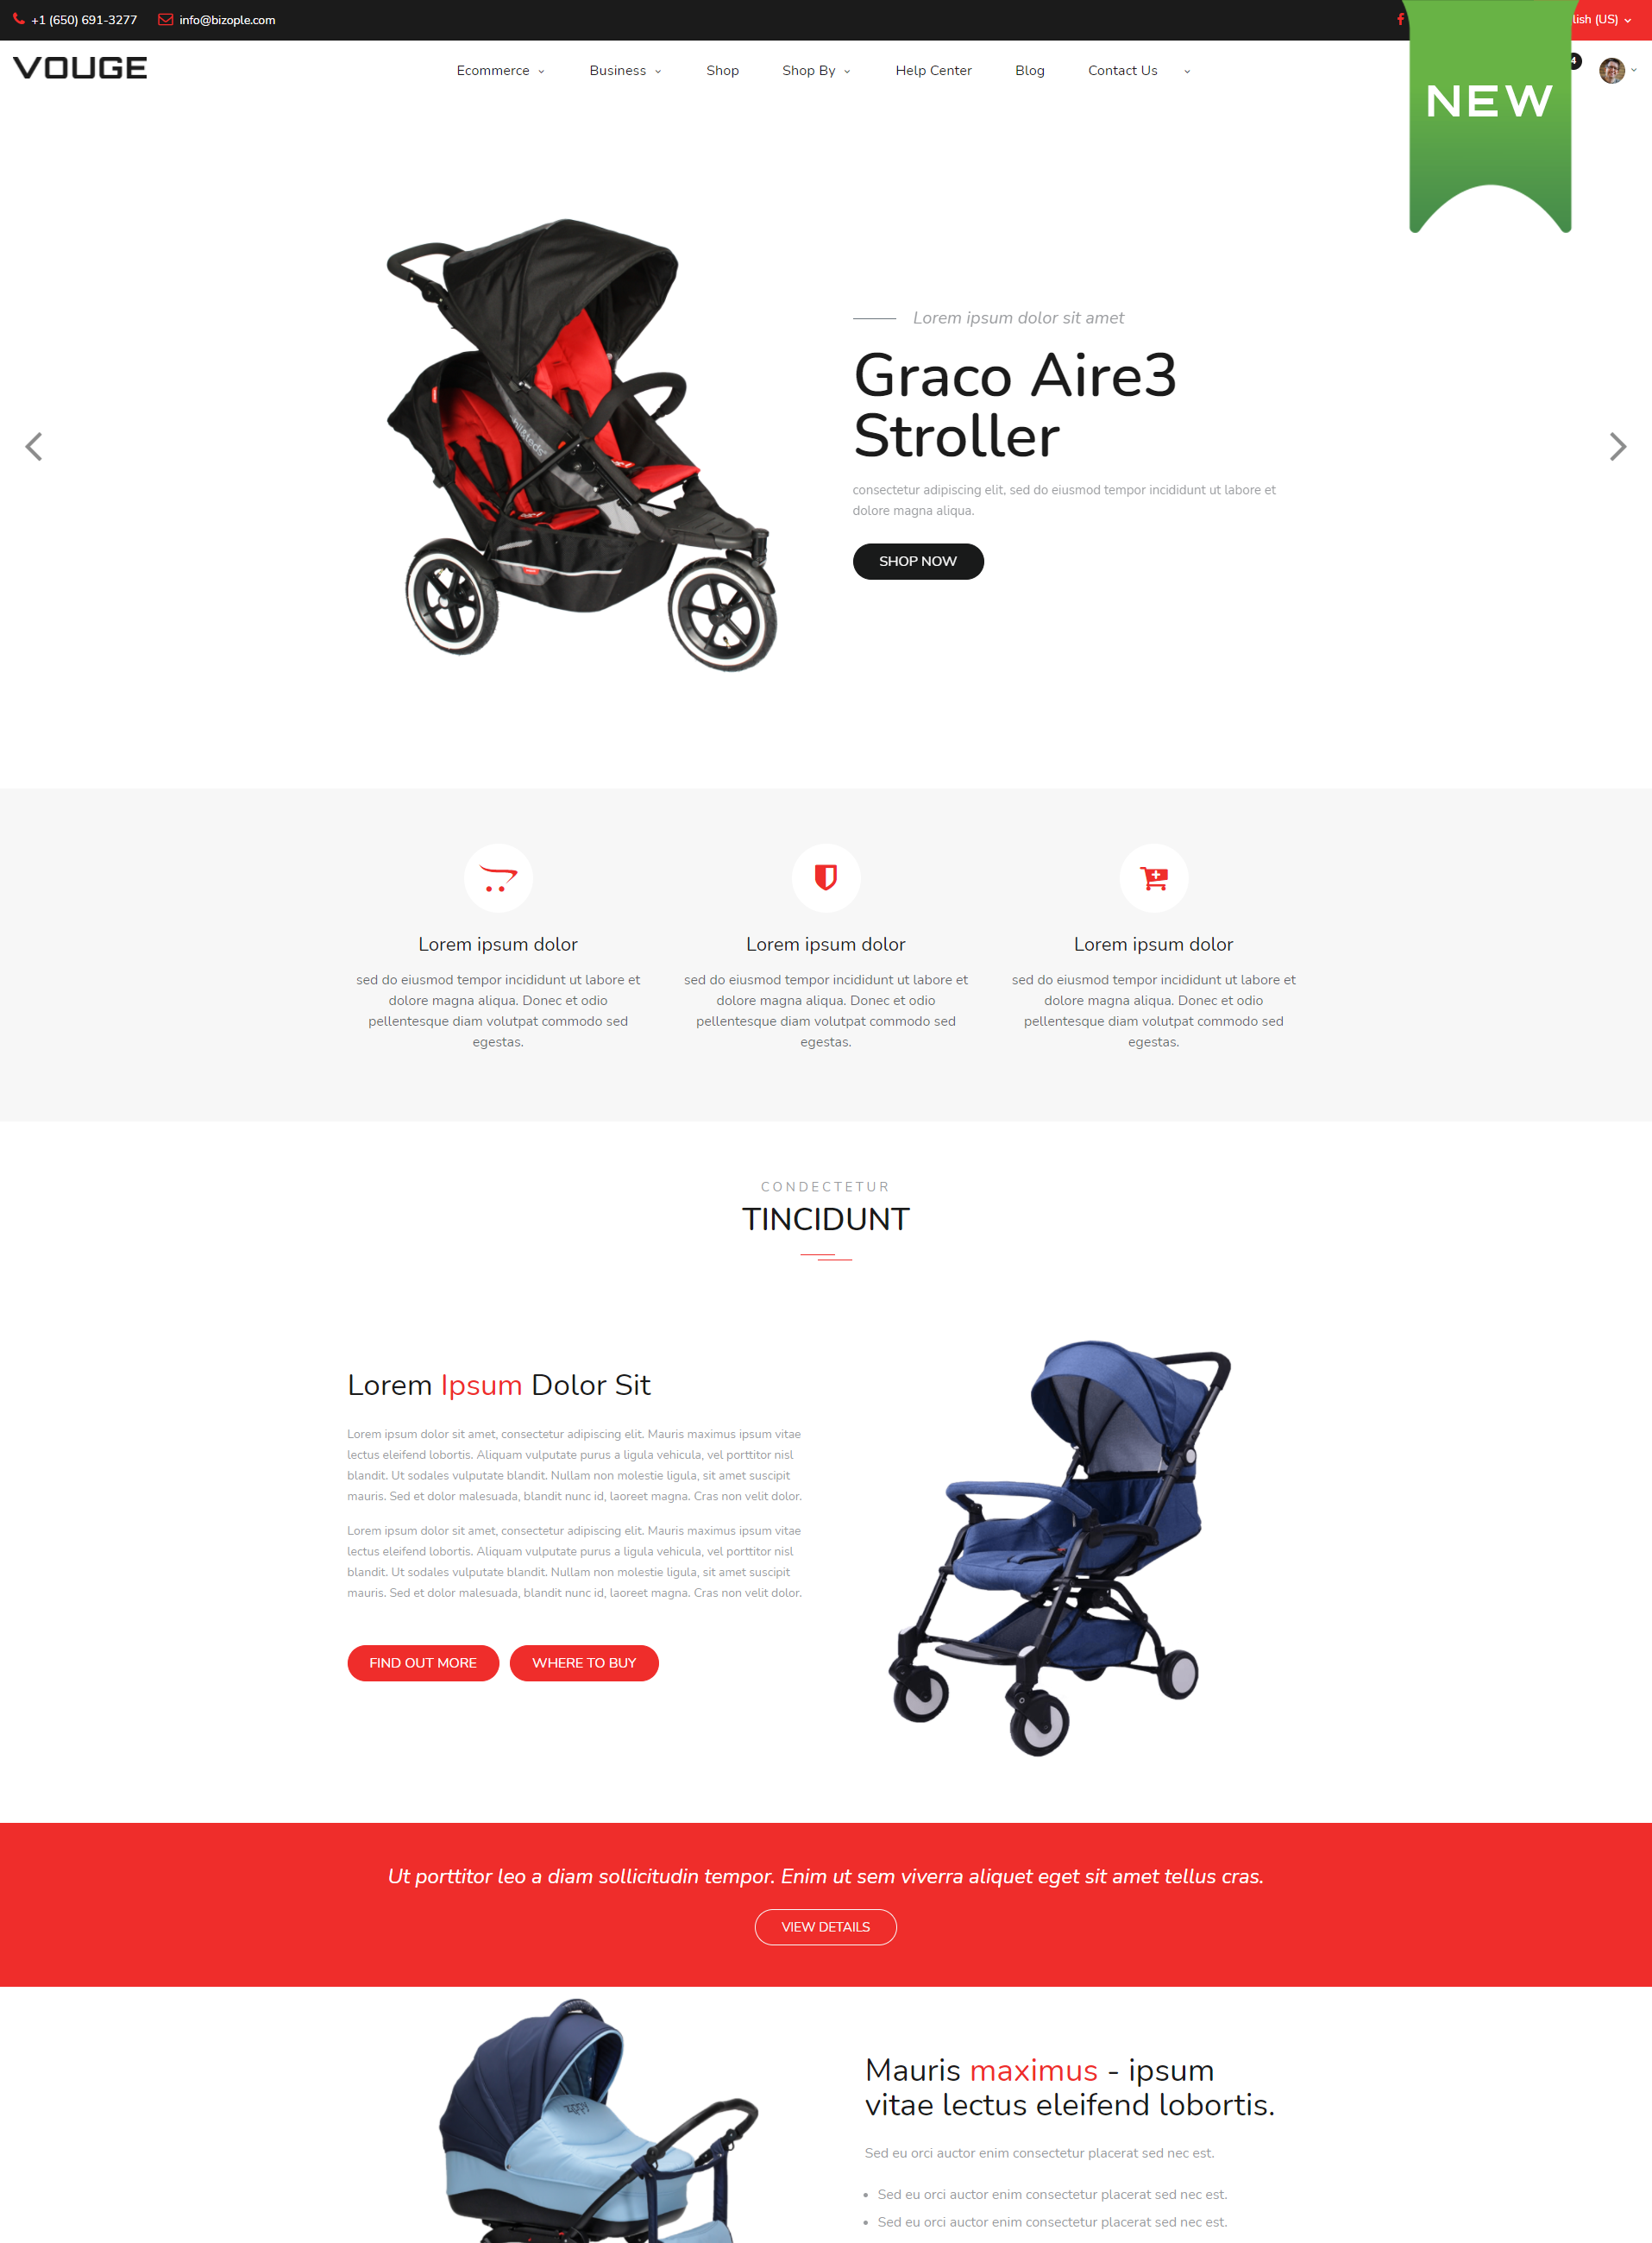 +1 (650) 691-3277 info@bizople.com
lish (US)
VOUGE
Ecommerce Business Shop Shop By Help Center Blog Contact Us
4
NEW
Lorem ipsum dolor sit amet
Graco Aire3
Stroller
consectetur adipiscing elit, sed do eiusmod tempor incididunt ut labore et
dolore magna aliqua.
SHOP NOW
Lorem ipsum dolor
sed do eiusmod tempor incididunt ut labore et
dolore magna aliqua. Donec et odio
pellentesque diam volutpat commodo sed
egestas.
Lorem ipsum dolor
sed do eiusmod tempor incididunt ut labore et
dolore magna aliqua. Donec et odio
pellentesque diam volutpat commodo sed
egestas.
Lorem ipsum dolor
sed do eiusmod tempor incididunt ut labore et
dolore magna aliqua. Donec et odio
pellentesque diam volutpat commodo sed
egestas.
CONDECTETUR
TINCIDUNT
Lorem Ipsum Dolor Sit
Lorem ipsum dolor sit amet, consectetur adipiscing elit. Mauris maximus ipsum vitae
lectus eleifend lobortis. Aliquam vulputate purus a ligula vehicula, vel porttitor nisl
blandit. Ut sodales vulputate blandit. Nullam non molestie ligula, sit amet suscipit
mauris. Sed et dolor malesuada, blandit nunc id, laoreet magna. Cras non velit dolor.
Lorem ipsum dolor sit amet, consectetur adipiscing elit. Mauris maximus ipsum vitae
lectus eleifend lobortis. Aliquam vulputate purus a ligula vehicula, vel porttitor nisl
blandit. Ut sodales vulputate blandit. Nullam non molestie ligula, sit amet suscipit
mauris. Sed et dolor malesuada, blandit nunc id, laoreet magna. Cras non velit dolor.
FIND OUT MORE WHERE TO BUY
Ut porttitor leo a diam sollicitudin tempor. Enim ut sem viverra aliquet eget sit amet tellus cras.
VIEW DETAILS
Mauris maximus - ipsum
vitae lectus eleifend lobortis.
Sed eu orci auctor enim consectetur placerat sed nec est.
• Sed eu orci auctor enim consectetur placerat sed nec est.
• Sed eu orci auctor enim consectetur placerat sed nec est.